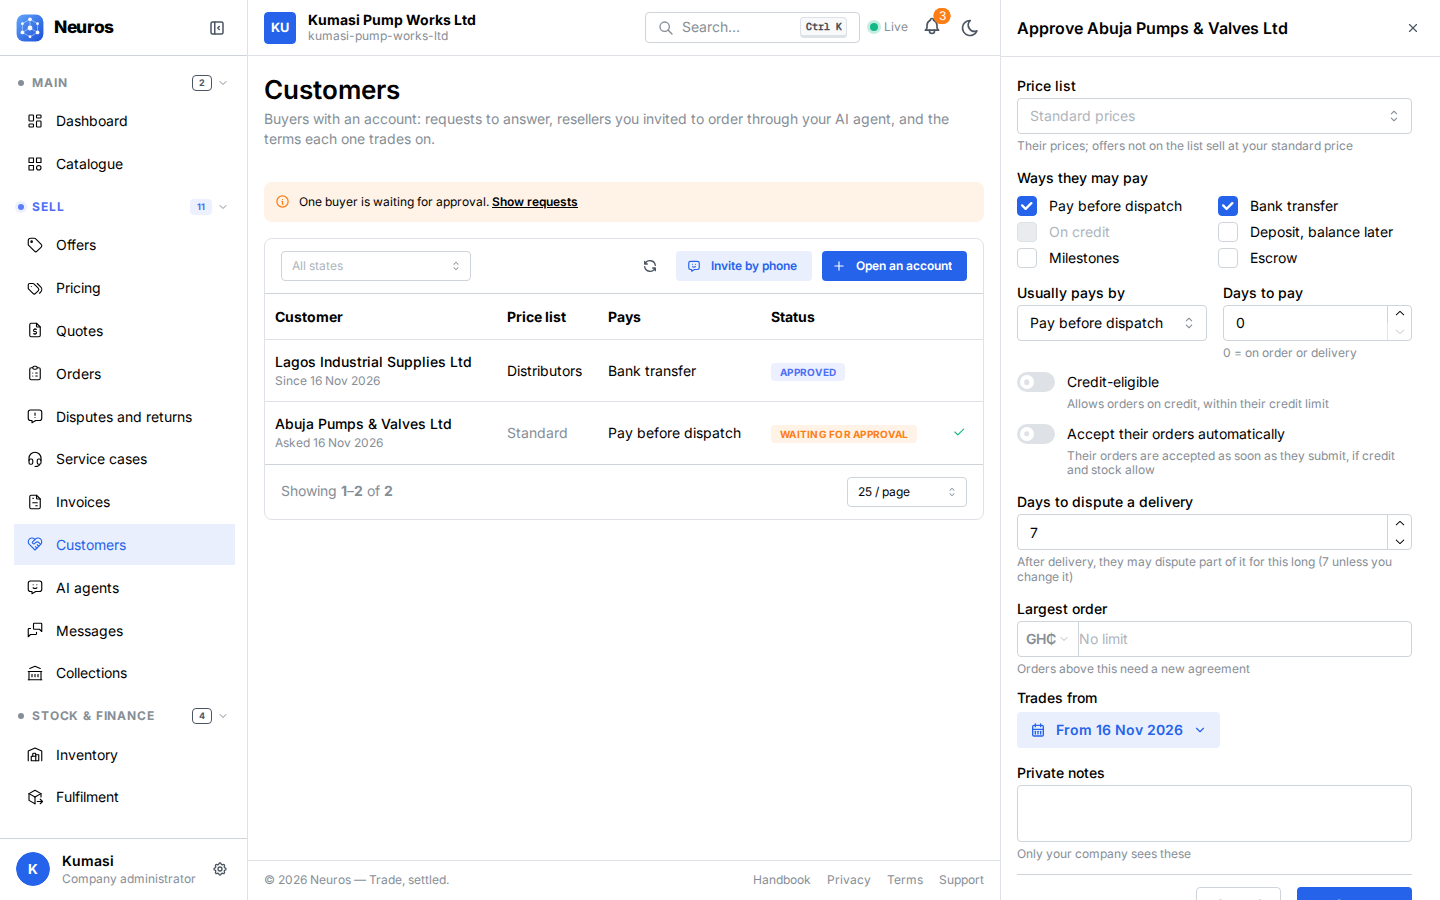 Neuros
MAIN
2
Dashboard
Catalogue
SELL
11
Offers
Pricing
Quotes
Orders
Disputes and returns
Service cases
Invoices
Customers
AI agents
Messages
Collections
STOCK & FINANCE
4
Inventory
Fulfilment
K
Kumasi
Company administrator
KU
Kumasi Pump Works Ltd
kumasi-pump-works-ltd
Search...
Ctrl K
Live
3
Customers
Buyers with an account: requests to answer, resellers you invited to order through your AI agent, and the
terms each one trades on.
One buyer is waiting for approval. Show requests
All states
Invite by phone
Open an account
Customer Price list Pays Status
Lagos Industrial Supplies Ltd
Since 16 Nov 2026
Distributors
Bank transfer
APPROVED
Abuja Pumps & Valves Ltd
Asked 16 Nov 2026
Standard
Pay before dispatch
WAITING FOR APPROVAL
Showing 1–2 of 2
25 / page
© 2026 Neuros — Trade, settled.
Handbook Privacy Terms Support
Approve Abuja Pumps & Valves Ltd
Price list
Standard prices
Their prices; offers not on the list sell at your standard price
Ways they may pay
Pay before dispatch
Bank transfer
On credit
Deposit, balance later
Milestones
Escrow
Usually pays by
Pay before dispatch
Days to pay
0
0 = on order or delivery
Credit-eligible
Allows orders on credit, within their credit limit
Accept their orders automatically
Their orders are accepted as soon as they submit, if credit
and stock allow
Days to dispute a delivery
7
After delivery, they may dispute part of it for this long (7 unless you
change it)
Largest order
GH₵
No limit
Orders above this need a new agreement
Trades from
From 16 Nov 2026
Private notes
Only your company sees these